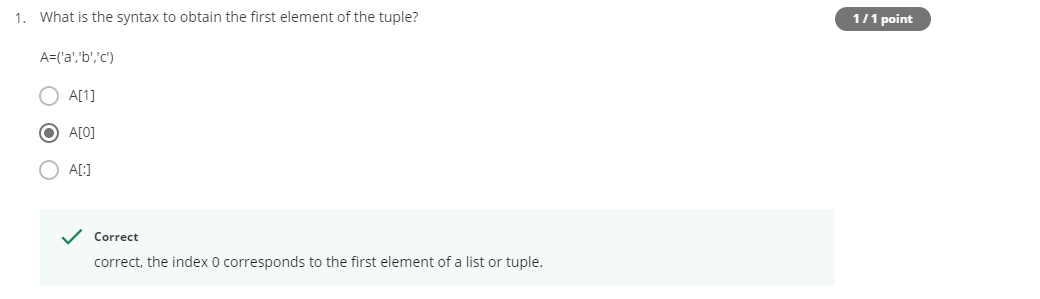 1. What is the syntax to obtain the first element of the tuple?
1 / 1 point
A=('a','b','c')
A[1]
A[0]
A[:]
Correct
correct, the index 0 corresponds to the first element of a list or tuple.